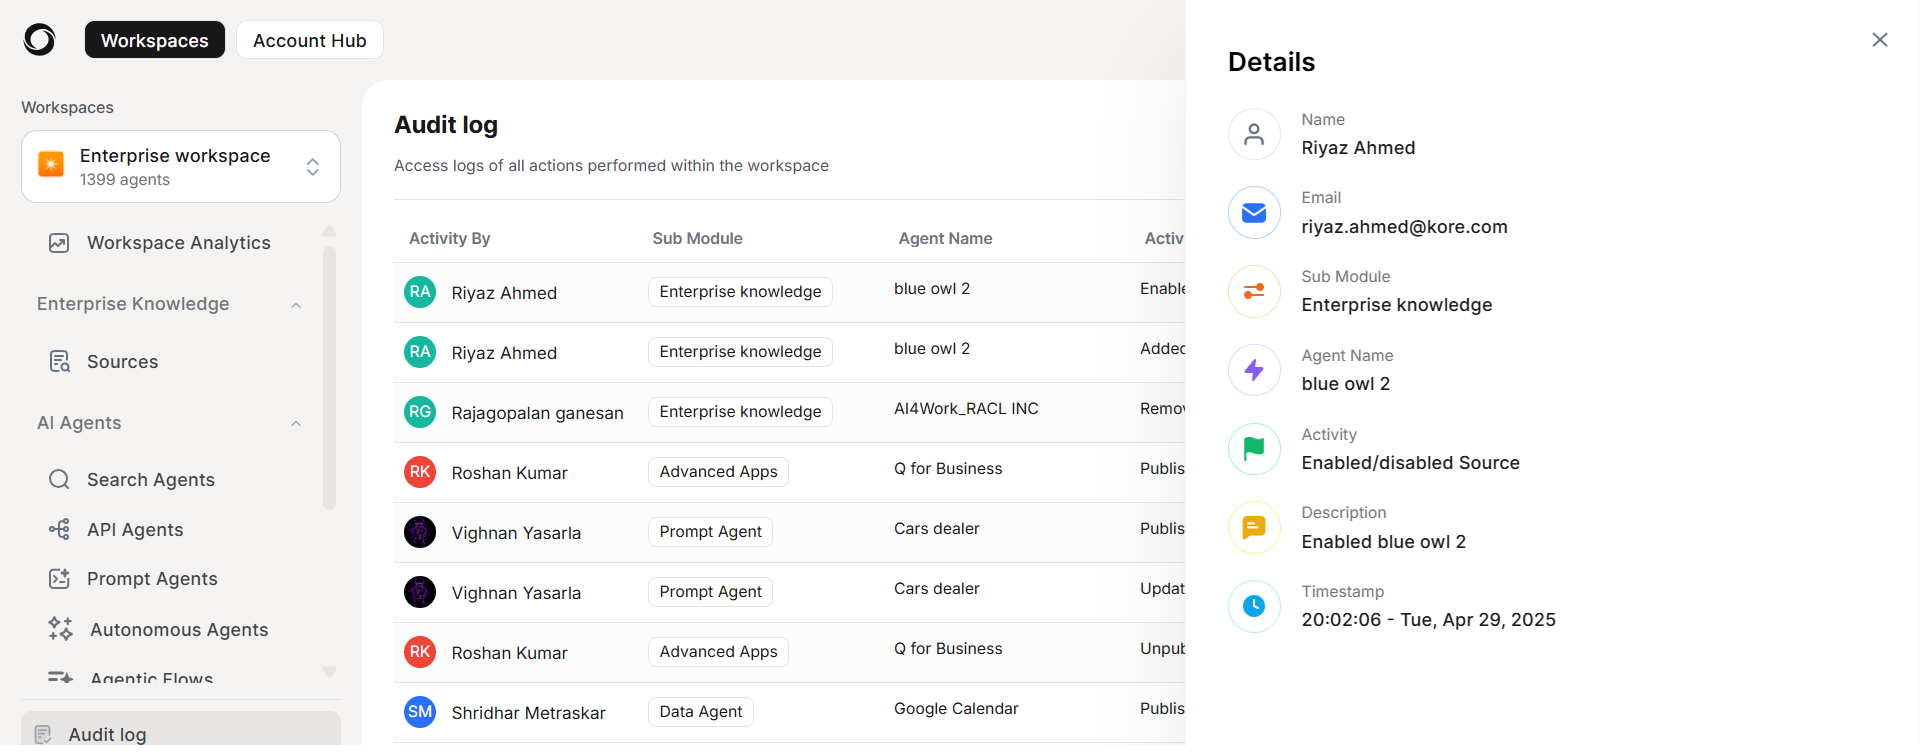 Workspaces
Account Hub
Workspaces
Enterprise workspace
1399 agents
Workspace Analytics
Enterprise Knowledge
Sources
AI Agents
Search Agents
API Agents
Prompt Agents
Autonomous Agents
Agentic Flows
Audit log
Audit log
Access logs of all actions performed within the workspace
Activity By Sub Module Agent Name Activ
RA Riyaz Ahmed Enterprise knowledge blue owl 2 Enable
RA Riyaz Ahmed Enterprise knowledge blue owl 2 Added
RG Rajagopalan ganesan Enterprise knowledge AI4Work_RACL INC Remov
RK Roshan Kumar Advanced Apps Q for Business Publis
Vighnan Yasarla Prompt Agent Cars dealer Publis
Vighnan Yasarla Prompt Agent Cars dealer Updat
RK Roshan Kumar Advanced Apps Q for Business Unpub
SM Shridhar Metraskar Data Agent Google Calendar Publis
Details
Name
Riyaz Ahmed
Email
riyaz.ahmed@kore.com
Sub Module
Enterprise knowledge
Agent Name
blue owl 2
Activity
Enabled/disabled Source
Description
Enabled blue owl 2
Timestamp
20:02:06 - Tue, Apr 29, 2025